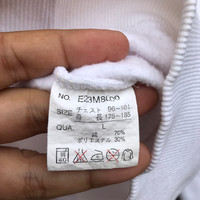 NO. E23M8L00
SIZE チェスト 96-101
身 長 175-185
QUA. L
綿 70%
ポリエステル 30%